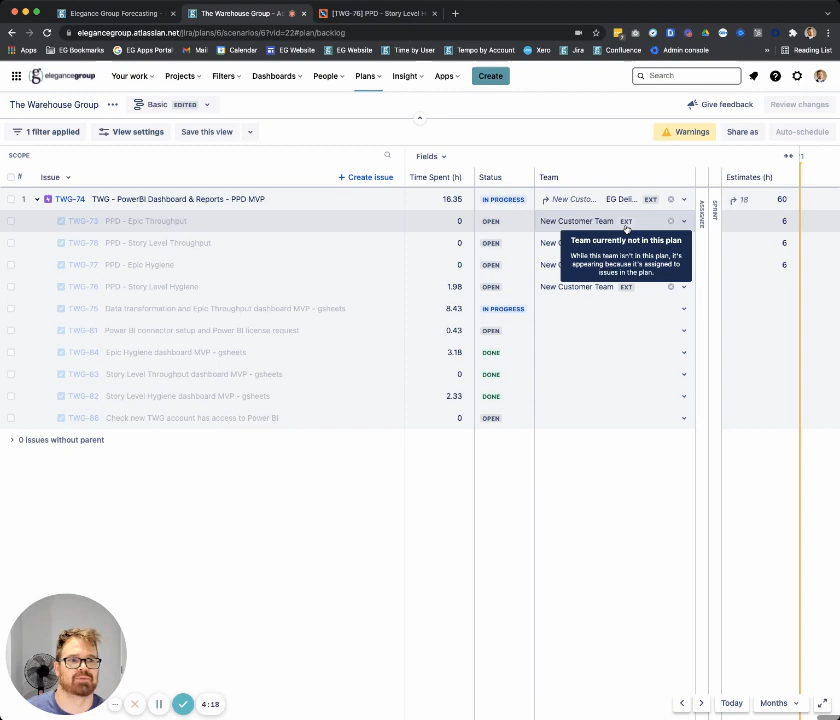 Elegance Group Forecasting -
The Warehouse Group - A
[TWG-76] PPD - Story Level H
elegancegroup.atlassian.net/jira/plans/6/scenarios/6?vid=22#plan/backlog
Apps
EG Bookmarks
EG Apps Portal
Mail
Calendar
EG Website
EG Website
Time by User
Tempo by Account
Xero
Jira
Confluence
Admin console
»
Reading List
elegancegroup
Your work
Projects
Filters
Dashboards
People
Plans
Insight
Apps
Create
Search
The Warehouse Group
Basic EDITED
Give feedback
Review changes
1 filter applied
View settings
Save this view
Warnings
Share as
Auto-schedule
SCOPE
Fields
# Issue + Create issue Time Spent (h) Status Team ASSIGNEE SPRINT Estimates (h)
1 TWG-74 TWG - PowerBI Dashboard & Reports - PPD MVP 16.35 IN PROGRESS New Custo... EG Deli... EXT 18 60
TWG-73 PPD - Epic Throughput 0 OPEN New Customer Team EXT 6
TWG-78 PPD - Story Level Throughput 0 OPEN New C 6
TWG-77 PPD - Epic Hygiene 0 OPEN New C 6
Team currently not in this plan
While this team isn't in this plan, it's
appearing because it's assigned to
issues in the plan.
TWG-76 PPD - Story Level Hygiene 1.98 OPEN New Customer Team EXT
TWG-75 Data transformation and Epic Throughput dashboard MVP - gsheets 8.43 IN PROGRESS
TWG-81 Power BI connector setup and Power BI license request 0.43 OPEN
TWG-84 Epic Hygiene dashboard MVP - gsheets 3.18 DONE
TWG-83 Story Level Throughput dashboard MVP - gsheets 0 DONE
TWG-82 Story Level Hygiene dashboard MVP - gsheets 2.33 DONE
TWG-86 Check new TWG account has access to Power BI 0 OPEN
0 issues without parent
4:18
Today
Months